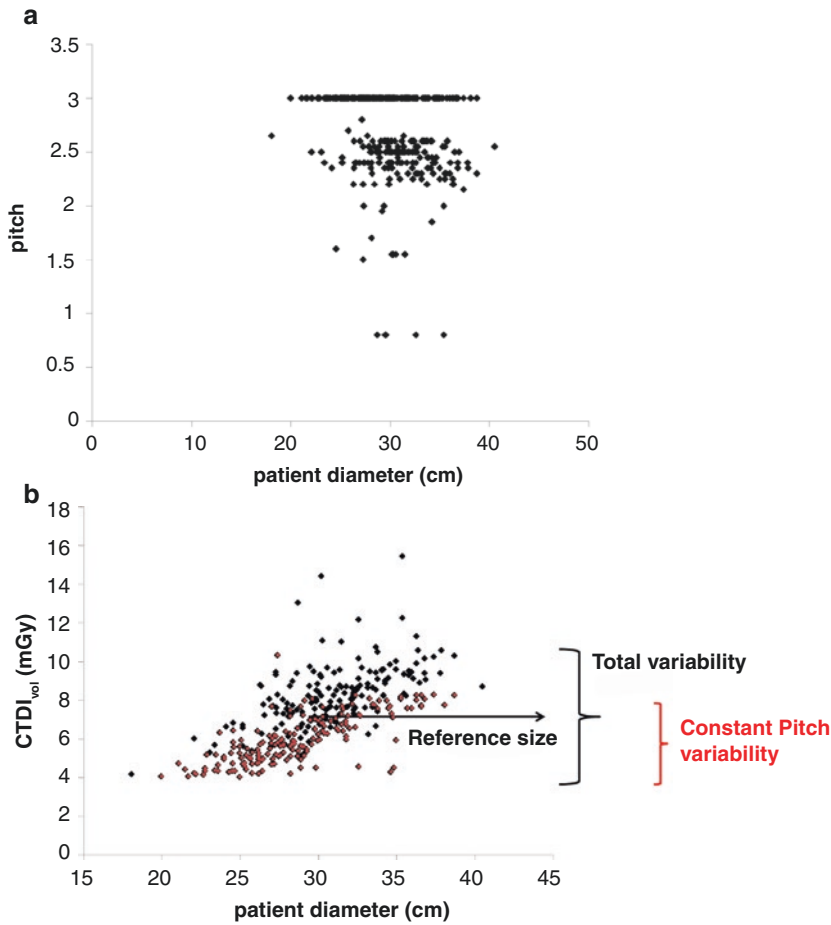 a
3.5
3
2.5
2
1.5
1
0.5
0
pitch
0 10 20 30 40 50
patient diameter (cm)
b
18
16
14
12
10
8
6
4
2
0
CTDIvol (mGy)
Total variability
Reference size
Constant Pitch
variability
15 20 25 30 35 40 45
patient diameter (cm)